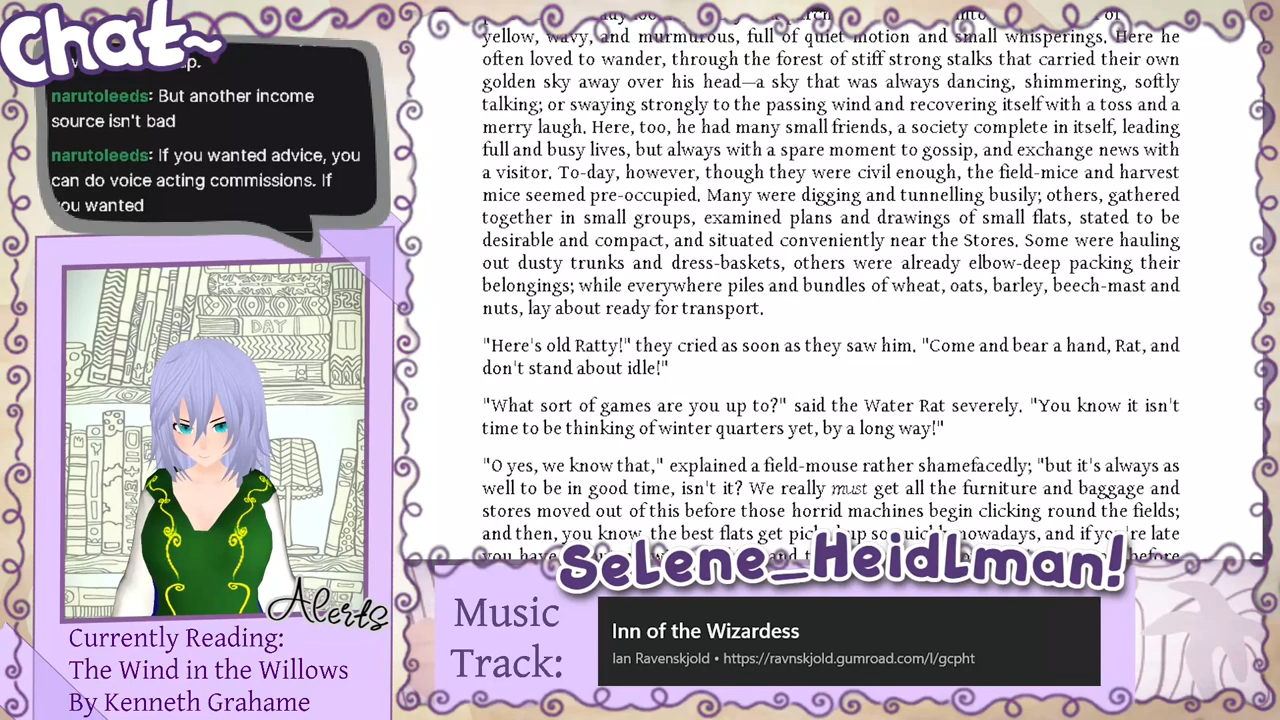 Chat~
up.
narutoleeds: But another income
source isn't bad
narutoleeds: If you wanted advice, you
can do voice acting commissions. If
you wanted
DAY
Alerts
Currently Reading:
The Wind in the Willows
By Kenneth Grahame
yellow, wavy, and murmurous, full of quiet motion and small whisperings. Here he
often loved to wander, through the forest of stiff strong stalks that carried their own
golden sky away over his head—a sky that was always dancing, shimmering, softly
talking; or swaying strongly to the passing wind and recovering itself with a toss and a
merry laugh. Here, too, he had many small friends, a society complete in itself, leading
full and busy lives, but always with a spare moment to gossip, and exchange news with
a visitor. To-day, however, though they were civil enough, the field-mice and harvest
mice seemed pre-occupied. Many were digging and tunnelling busily; others, gathered
together in small groups, examined plans and drawings of small flats, stated to be
desirable and compact, and situated conveniently near the Stores. Some were hauling
out dusty trunks and dress-baskets, others were already elbow-deep packing their
belongings; while everywhere piles and bundles of wheat, oats, barley, beech-mast and
nuts, lay about ready for transport.
"Here's old Ratty!" they cried as soon as they saw him. "Come and bear a hand, Rat, and
don't stand about idle!"
"What sort of games are you up to?" said the Water Rat severely. "You know it isn't
time to be thinking of winter quarters yet, by a long way!"
"O yes, we know that," explained a field-mouse rather shamefacedly; "but it's always as
well to be in good time, isn't it? We really must get all the furniture and baggage and
stores moved out of this before those horrid machines begin clicking round the fields;
and then, you know, the best flats get picked up so quickly nowadays, and if you're late
you have
before
Selene_Heidlman!
Music
Track:
Inn of the Wizardess
Ian Ravenskjold • https://ravnskjold.gumroad.com/l/gcpht